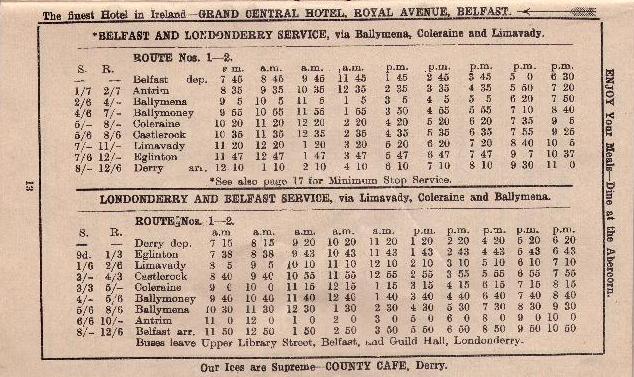 The finest Hotel in Ireland—GRAND CENTRAL HOTEL, ROYAL AVENUE, BELFAST.
*BELFAST AND LONDONDERRY SERVICE, via Ballymena, Coleraine and Limavady.
ROUTE Nos. 1—2.
S. R. a m. a.m. a.m. a.m. a.m. p.m. p.m. p.m. p.m. p.m.
— — Belfast dep. 7 45 8 45 9 45 11 45 1 45 2 45 3 45 5 0 6 30
1/7 2/7 Antrim 8 35 9 35 10 35 12 35 2 35 3 35 4 35 5 50 7 20
2/6 4/6 Ballymena 9 5 10 5 11 5 1 5 3 5 4 5 5 5 6 20 7 50
4/6 7/- Ballymoney 9 55 10 55 11 55 1 55 3 50 4 55 5 55 7 10 8 40
5/- 8/- Coleraine 10 20 11 20 12 20 2 20 4 20 5 20 6 20 7 35 9 5
5/6 8/6 Castlerock 10 35 11 35 12 35 2 35 4 35 5 35 6 35 7 55 9 25
7/- 11/- Limavady 11 20 12 20 1 20 3 20 5 20 6 20 7 20 8 40 10 5
7/6 12/- Eglinton 11 47 12 47 1 47 3 47 5 47 6 47 7 47 9 7 10 37
8/- 12/6 Derry arr. 12 10 1 10 2 10 4 10 6 10 7 10 8 10 9 30 11 0
*See also page 17 for Minimum Stop Service.
LONDONDERRY AND BELFAST SERVICE, via Limavady, Coleraine and Ballymena.
ROUTE Nos. 1—2.
S. R. a.m a.m. a.m. a.m. a.m. p.m. p.m. p.m. p.m. p.m.
— — Derry dep. 7 15 8 15 9 20 10 20 11 20 1 20 2 20 4 20 5 20 6 20
9d. 1/3 Eglinton 7 38 8 38 9 43 10 43 11 43 1 43 2 43 4 43 5 43 6 43
1/6 2/6 Limavady 8 5 9 5 10 10 11 10 12 10 2 10 3 10 5 10 6 10 7 10
3/- 4/3 Castlerock 8 40 9 40 10 55 11 55 12 55 2 55 3 55 5 55 6 55 7 55
3/3 5/- Coleraine 9 0 10 0 11 15 12 15 1 15 3 15 4 15 6 15 7 15 8 15
4/- 5/6 Ballymoney 9 40 10 40 11 40 12 40 1 40 3 40 4 40 6 40 7 40 8 40
5/6 8/6 Ballymena 10 30 11 30 12 30 1 30 2 30 4 30 5 30 7 30 8 30 9 30
6/6 10/- Antrim 11 0 12 0 1 0 2 0 3 0 5 0 6 0 8 0 9 0 10 0
8/- 12/6 Belfast arr. 11 50 12 50 1 50 2 50 3 50 5 50 6 50 8 50 9 50 10 50
Buses leave Upper Library Street, Belfast, and Guild Hall, Londonderry.
Our Ices are Supreme—COUNTY CAFE, Derry.
ENJOY Your Meals—Dine at the Abercorn.
13